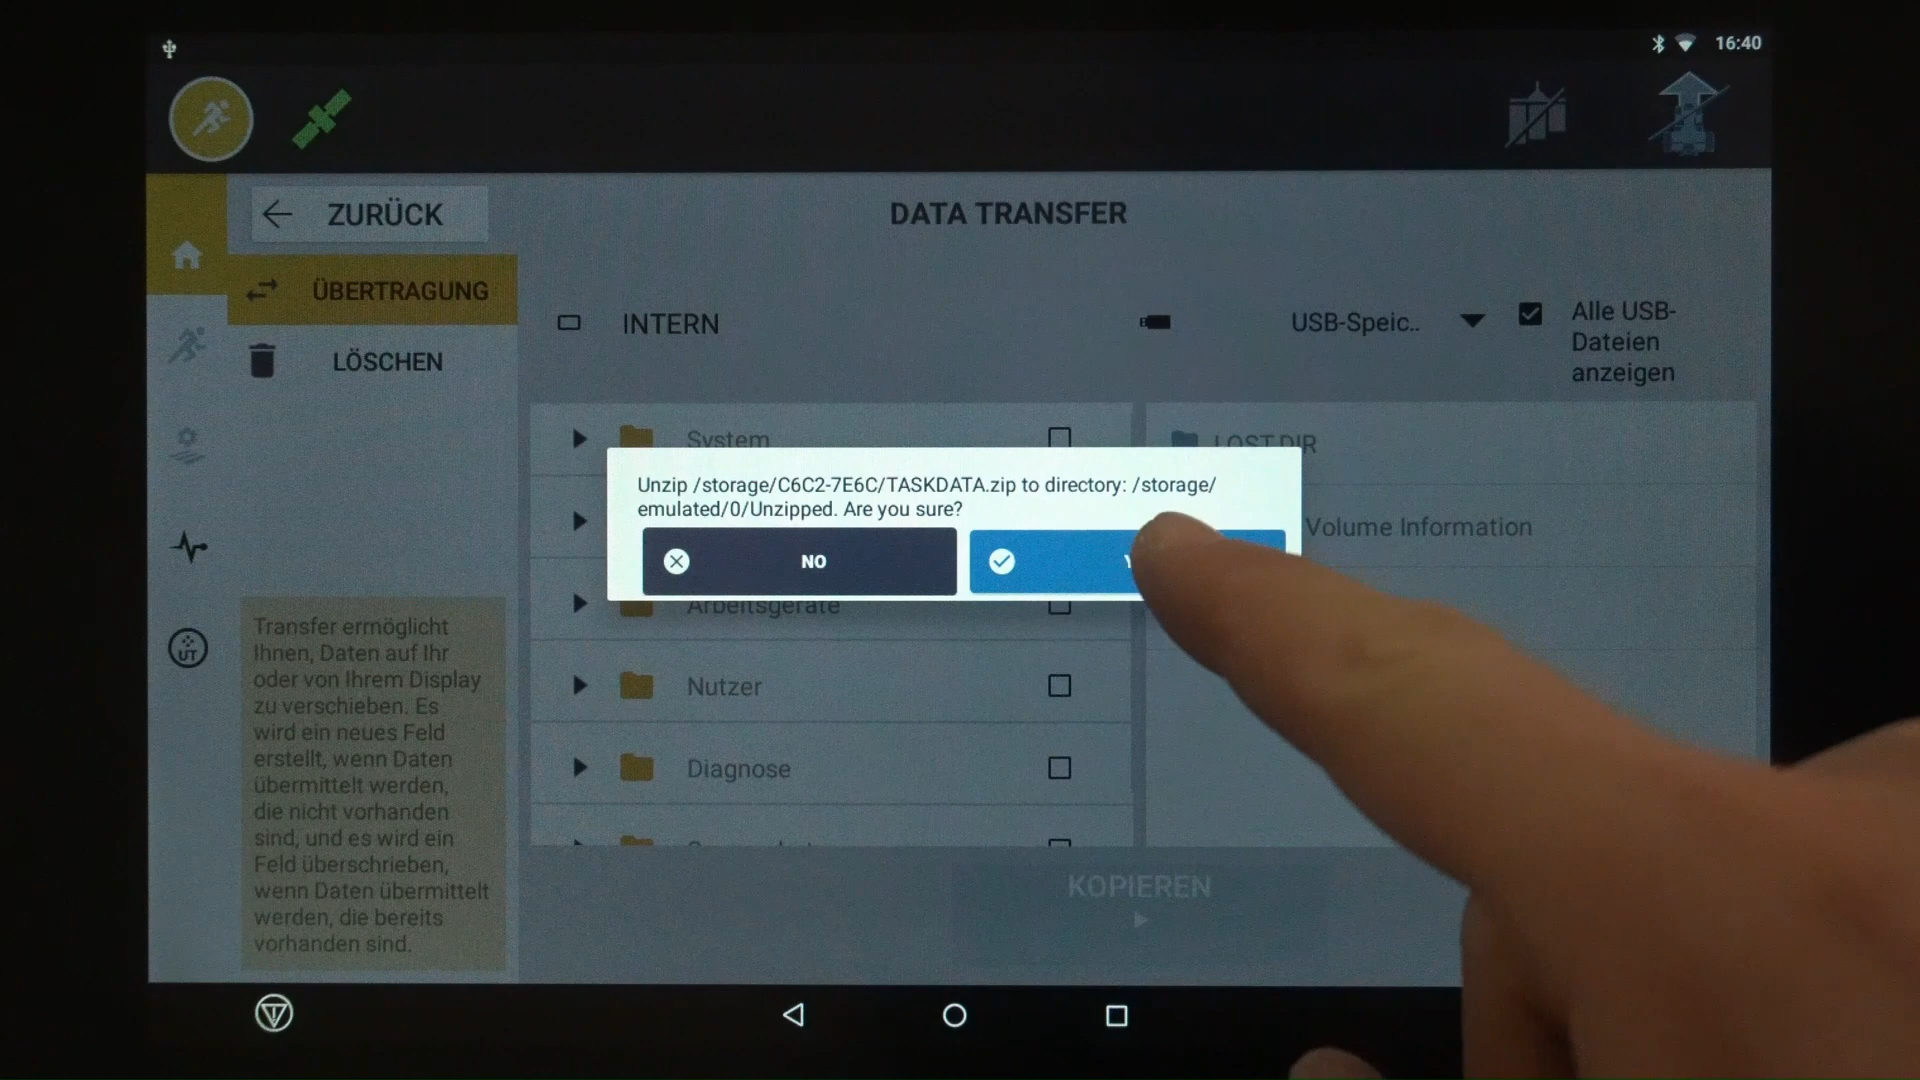 16:40
ZURÜCK
DATA TRANSFER
ÜBERTRAGUNG
LÖSCHEN
INTERN
USB-Speic..
Alle USB-
Dateien
anzeigen
System
LOST.DIR
Unzip /storage/C6C2-7E6C/TASKDATA.zip to directory: /storage/
emulated/0/Unzipped. Are you sure?
NO
Volume Information
Arbeitsgeräte
Nutzer
Diagnose
UT
Transfer ermöglicht
Ihnen, Daten auf Ihr
oder von Ihrem Display
zu verschieben. Es
wird ein neues Feld
erstellt, wenn Daten
übermittelt werden,
die nicht vorhanden
sind, und es wird ein
Feld überschrieben,
wenn Daten übermittelt
werden, die bereits
vorhanden sind.
KOPIEREN